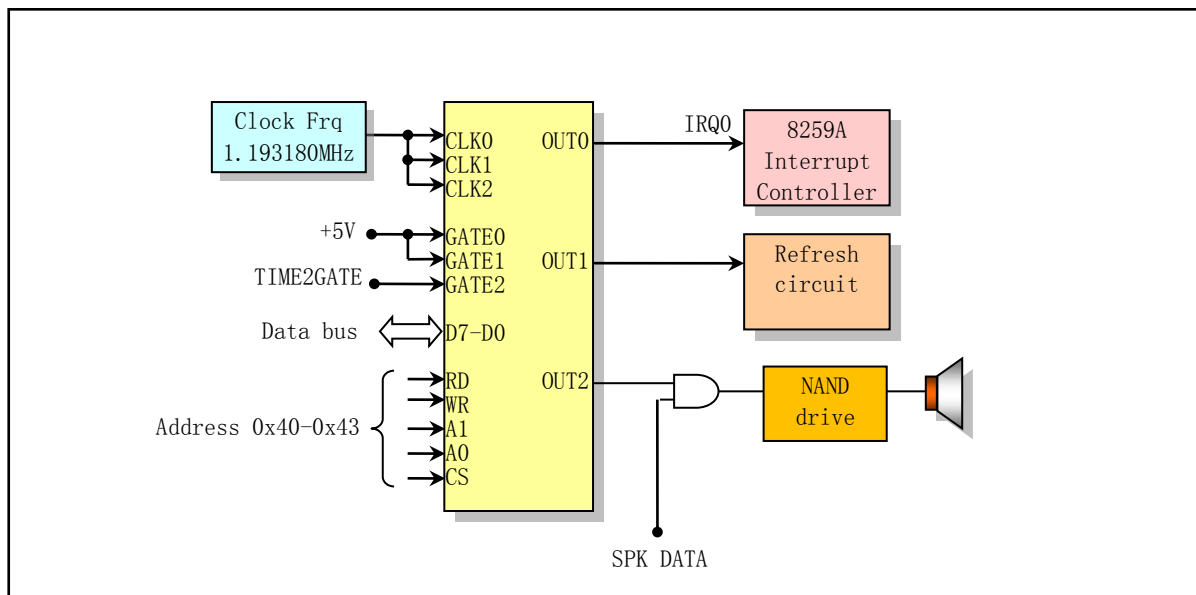 Clock Frq
1.193180MHz
CLK0
CLK1
CLK2
+5V
GATE0
GATE1
TIME2GATE
GATE2
Data bus
D7-D0
Address 0x40-0x43
RD
WR
A1
A0
CS
OUT0
IRQ0
8259A
Interrupt
Controller
OUT1
Refresh
circuit
OUT2
NAND
drive
SPK DATA